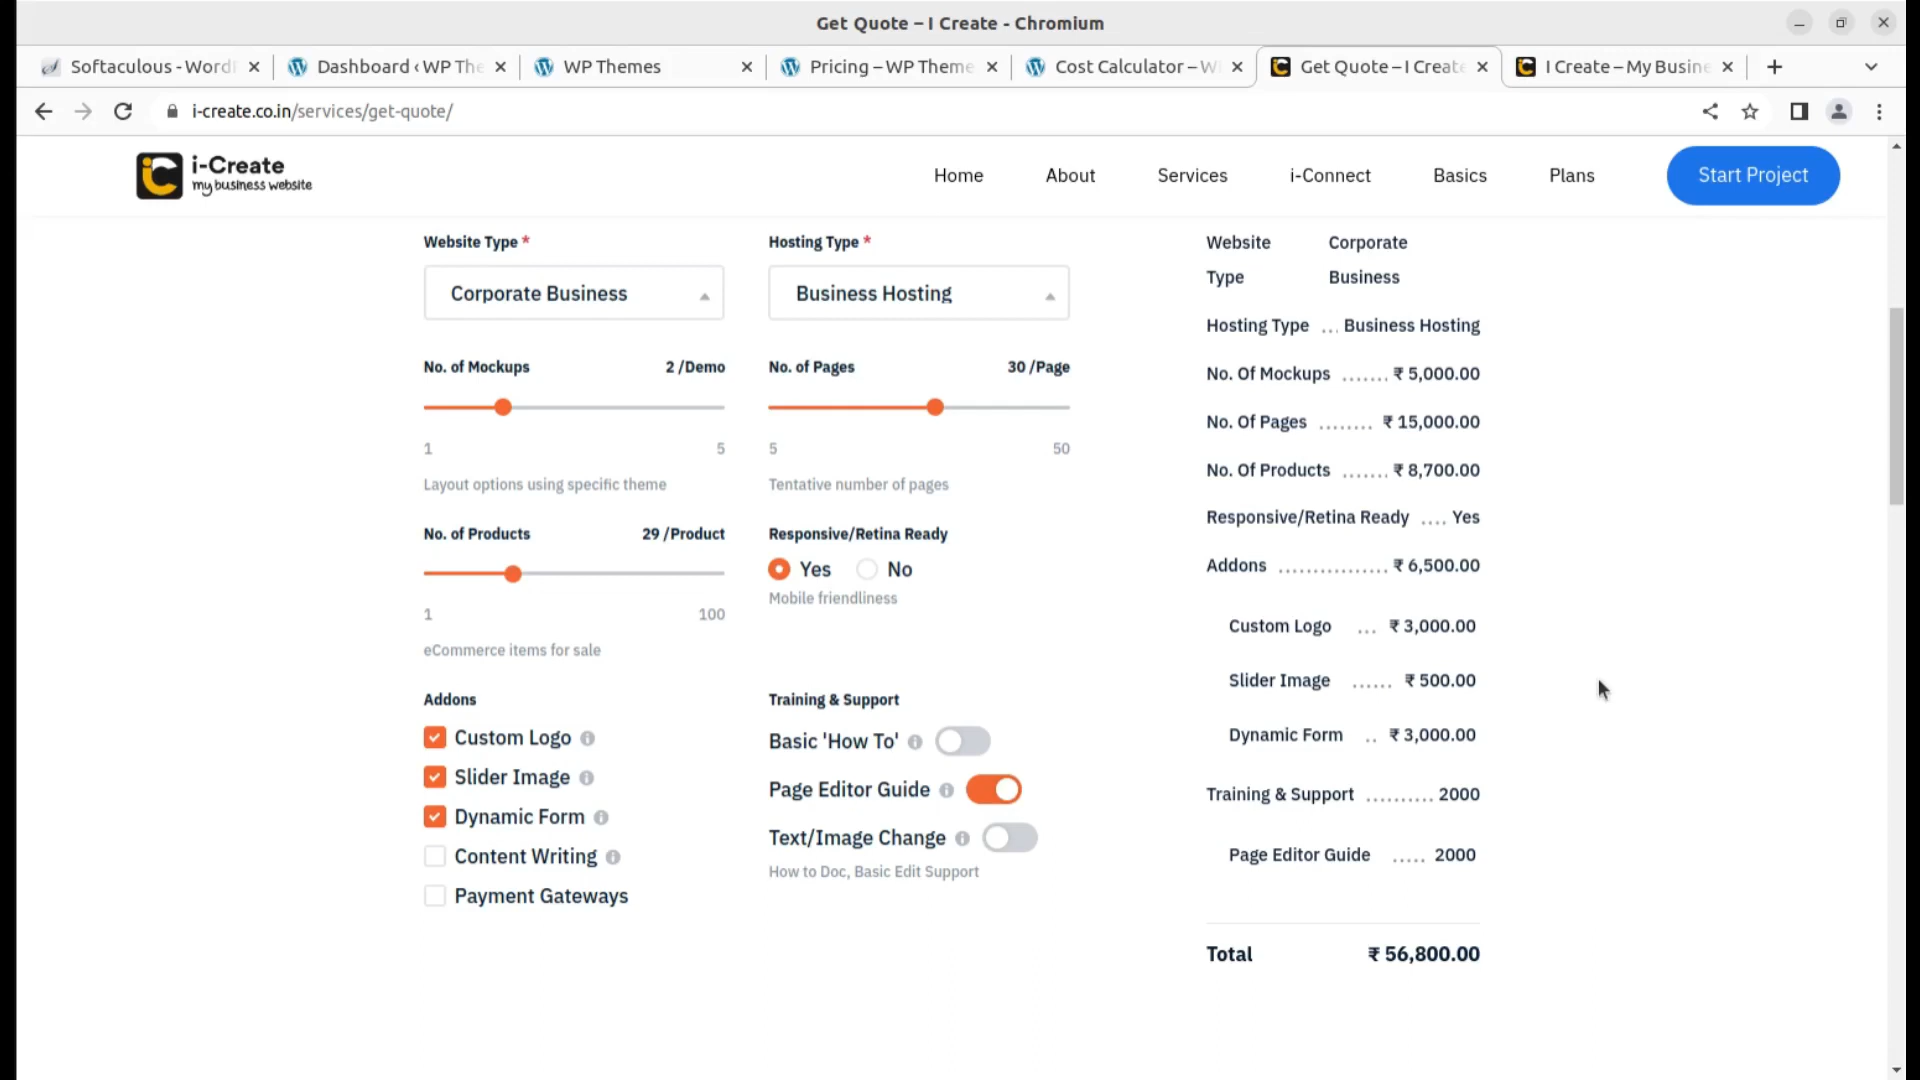 Get Quote – I Create - Chromium
Softaculous - Word
Dashboard ‹ WP The
WP Themes
Pricing – WP Theme
Cost Calculator – W
Get Quote – I Create
I Create – My Busine
i-create.co.in/services/get-quote/
i-Create
my business website
Home
About
Services
i-Connect
Basics
Plans
Start Project
Website Type *
Corporate Business
Hosting Type *
Business Hosting
No. of Mockups 2 /Demo
1 5
Layout options using specific theme
No. of Pages 30 /Page
5 50
Tentative number of pages
No. of Products 29 /Product
1 100
eCommerce items for sale
Responsive/Retina Ready
Yes No
Mobile friendliness
Addons
Custom Logo
Slider Image
Dynamic Form
Content Writing
Payment Gateways
Training & Support
Basic 'How To'
Page Editor Guide
Text/Image Change
How to Doc, Basic Edit Support
Website Corporate
Type Business
Hosting Type ... Business Hosting
No. Of Mockups ....... ₹ 5,000.00
No. Of Pages ........ ₹ 15,000.00
No. Of Products ....... ₹ 8,700.00
Responsive/Retina Ready .... Yes
Addons ................ ₹ 6,500.00
Custom Logo ... ₹ 3,000.00
Slider Image ...... ₹ 500.00
Dynamic Form .. ₹ 3,000.00
Training & Support .......... 2000
Page Editor Guide ..... 2000
Total ₹ 56,800.00